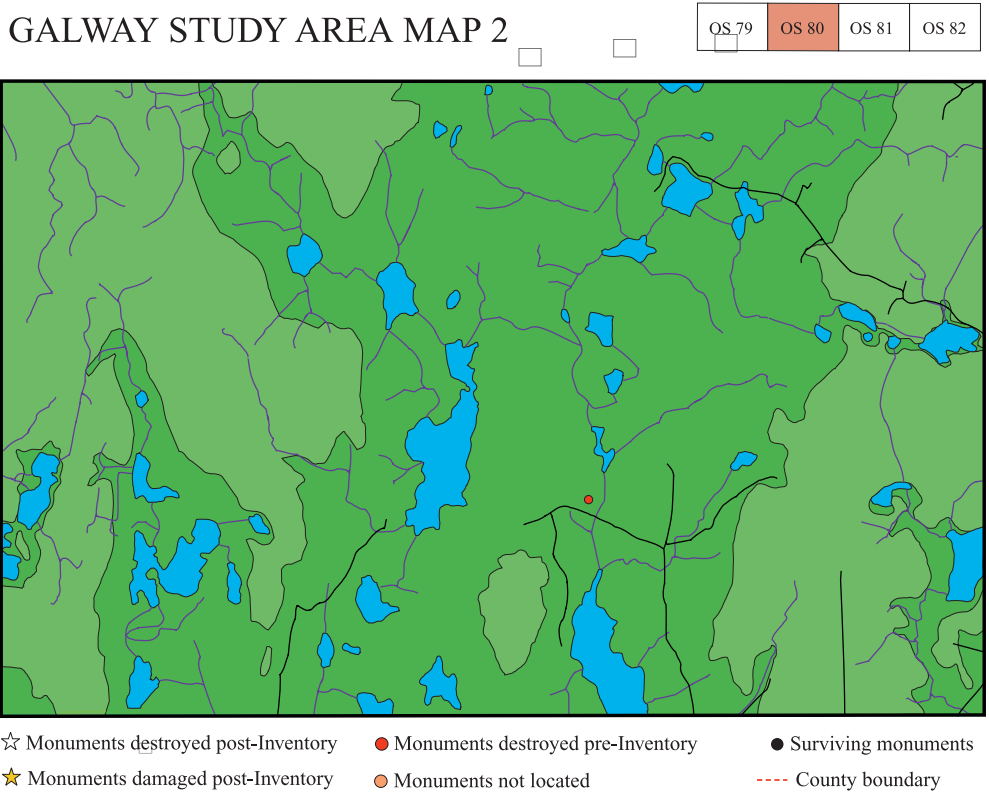 GALWAY STUDY AREA MAP 2
OS 79 OS 80 OS 81 OS 82
Monuments destroyed post-Inventory Monuments destroyed pre-Inventory Surviving monuments
Monuments damaged post-Inventory Monuments not located County boundary